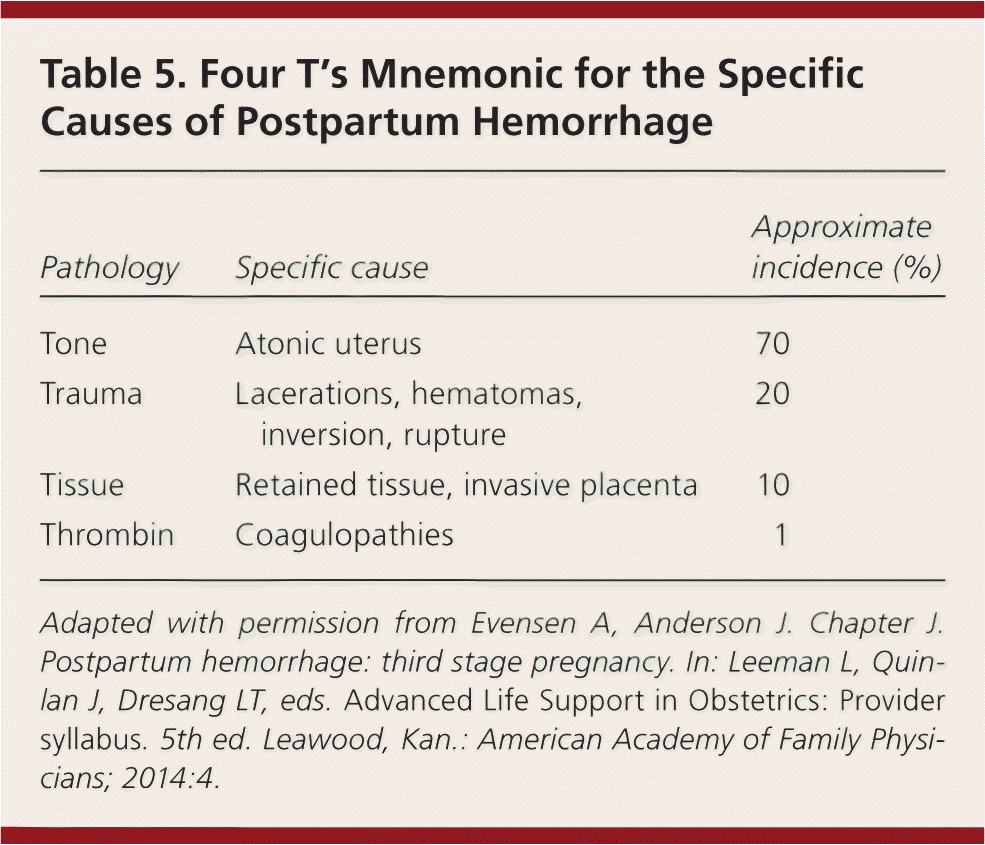 Table 5. Four T's Mnemonic for the Specific
Causes of Postpartum Hemorrhage
Approximate
Pathology Specific cause incidence (%)
Tone Atonic uterus 70
Trauma Lacerations, hematomas, 20
inversion, rupture
Tissue Retained tissue, invasive placenta 10
Thrombin Coagulopathies 1
Adapted with permission from Evensen A, Anderson J. Chapter J.
Postpartum hemorrhage: third stage pregnancy. In: Leeman L, Quin-
lan J, Dresang LT, eds. Advanced Life Support in Obstetrics: Provider
syllabus. 5th ed. Leawood, Kan.: American Academy of Family Physi-
cians; 2014:4.